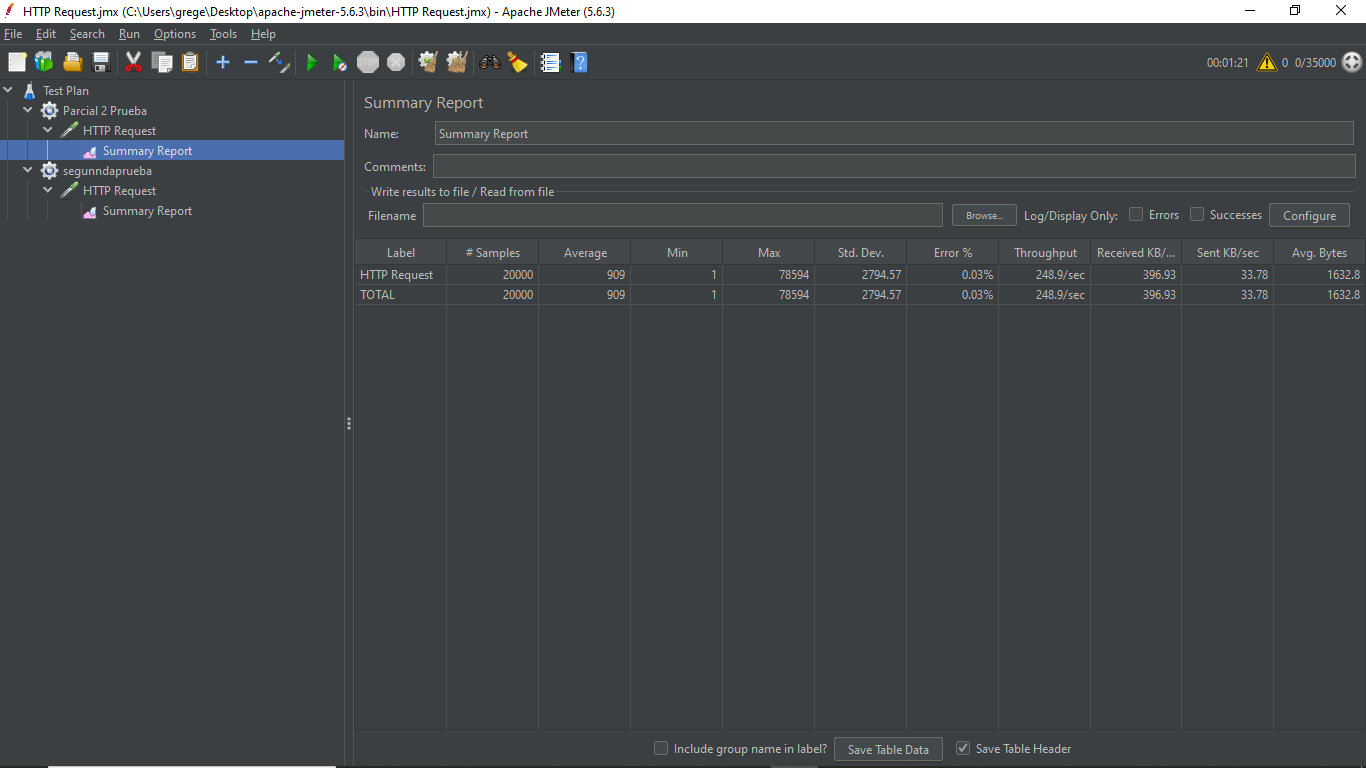 HTTP Request.jmx (C:\Users\grege\Desktop\apache-jmeter-5.6.3\bin\HTTP Request.jmx) - Apache JMeter (5.6.3)
File Edit Search Run Options Tools Help
STOP 00:01:21 0 0/35000
Test Plan
Parcial 2 Prueba
HTTP Request
Summary Report
segunndaprueba
HTTP Request
Summary Report
Summary Report
Name: Summary Report
Comments:
Write results to file / Read from file
Filename Browse... Log/Display Only: Errors Successes Configure
Label # Samples Average Min Max Std. Dev. Error % Throughput Received KB/... Sent KB/sec Avg. Bytes
HTTP Request 20000 909 1 78594 2794.57 0.03% 248.9/sec 396.93 33.78 1632.8
TOTAL 20000 909 1 78594 2794.57 0.03% 248.9/sec 396.93 33.78 1632.8
Include group name in label? Save Table Data Save Table Header